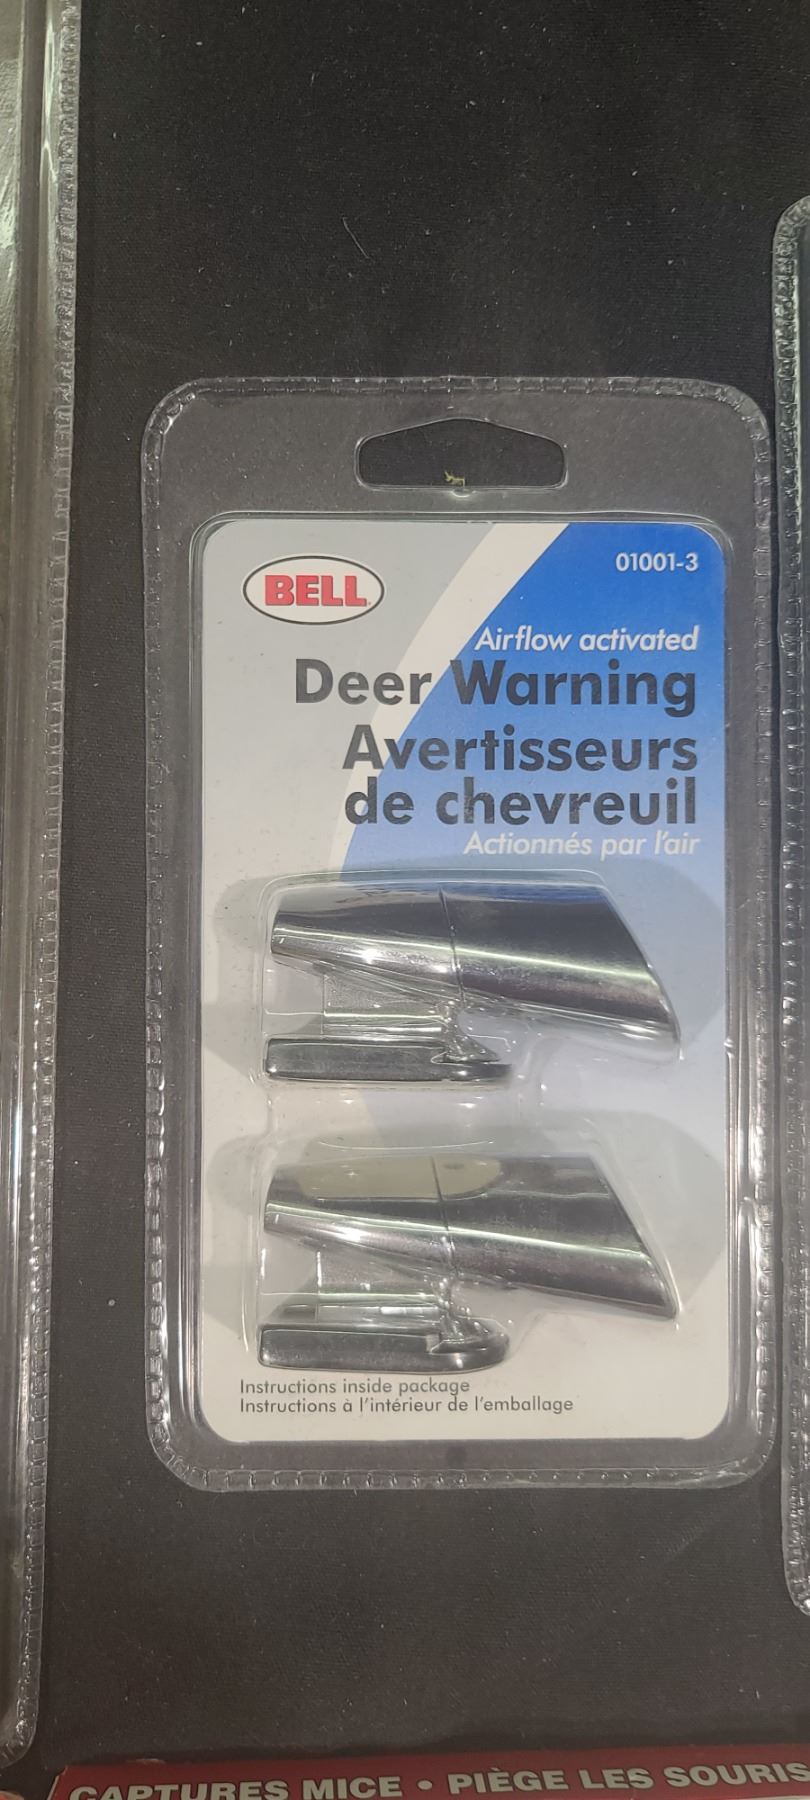 BELL
01001-3
Airflow activated
Deer Warning
Avertisseurs
de chevreuil
Actionnés par l'air
Instructions inside package
Instructions à l'intérieur de l'emballage
CAPTURES MICE • PIÈGE LES SOURIS